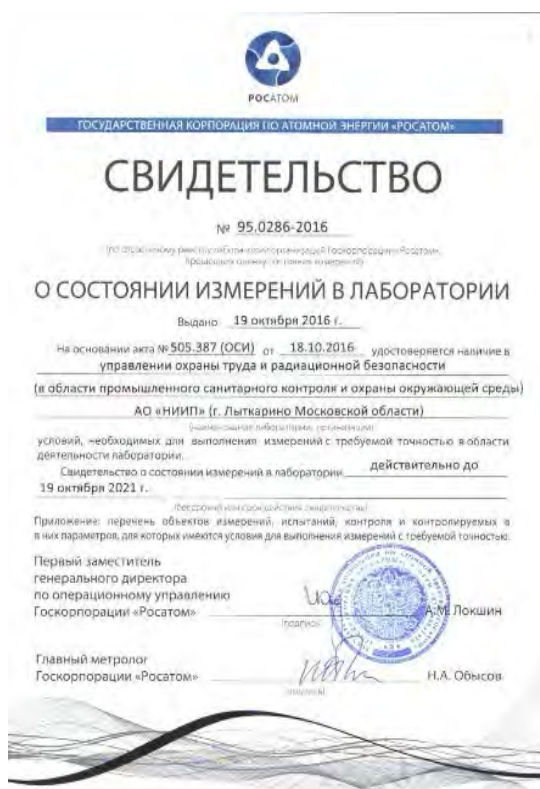 РОСАТОМ
ГОСУДАРСТВЕННАЯ КОРПОРАЦИЯ ПО АТОМНОЙ ЭНЕРГИИ «РОСАТОМ»
СВИДЕТЕЛЬСТВО
№ 95.0286-2016
О СОСТОЯНИИ ИЗМЕРЕНИЙ В ЛАБОРАТОРИИ
Выдано 19 октября 2016 г.
На основании акта № 505.387 (ОСИ) от 18.10.2016 удостоверяется наличие в
управлении охраны труда и радиационной безопасности
(в области промышленного санитарного контроля и охраны окружающей среды)
АО «НИИП» (г. Лыткарино Московской области)
(наименование лаборатории, организации)
условий, необходимых для выполнения измерений с требуемой точностью в области
деятельности лаборатории.
Свидетельство о состоянии измерений в лаборатории действительно до
19 октября 2021 г.
Приложение: перечень объектов измерений, испытаний, контроля и контролируемых в
в них параметров, для которых имеются условия для выполнения измерений с требуемой точностью.
Первый заместитель
генерального директора
по операционному управлению
Госкорпорации «Росатом» А.М. Локшин
(подпись)
Главный метролог
Госкорпорации «Росатом» Н.А. Обысов
(подпись)